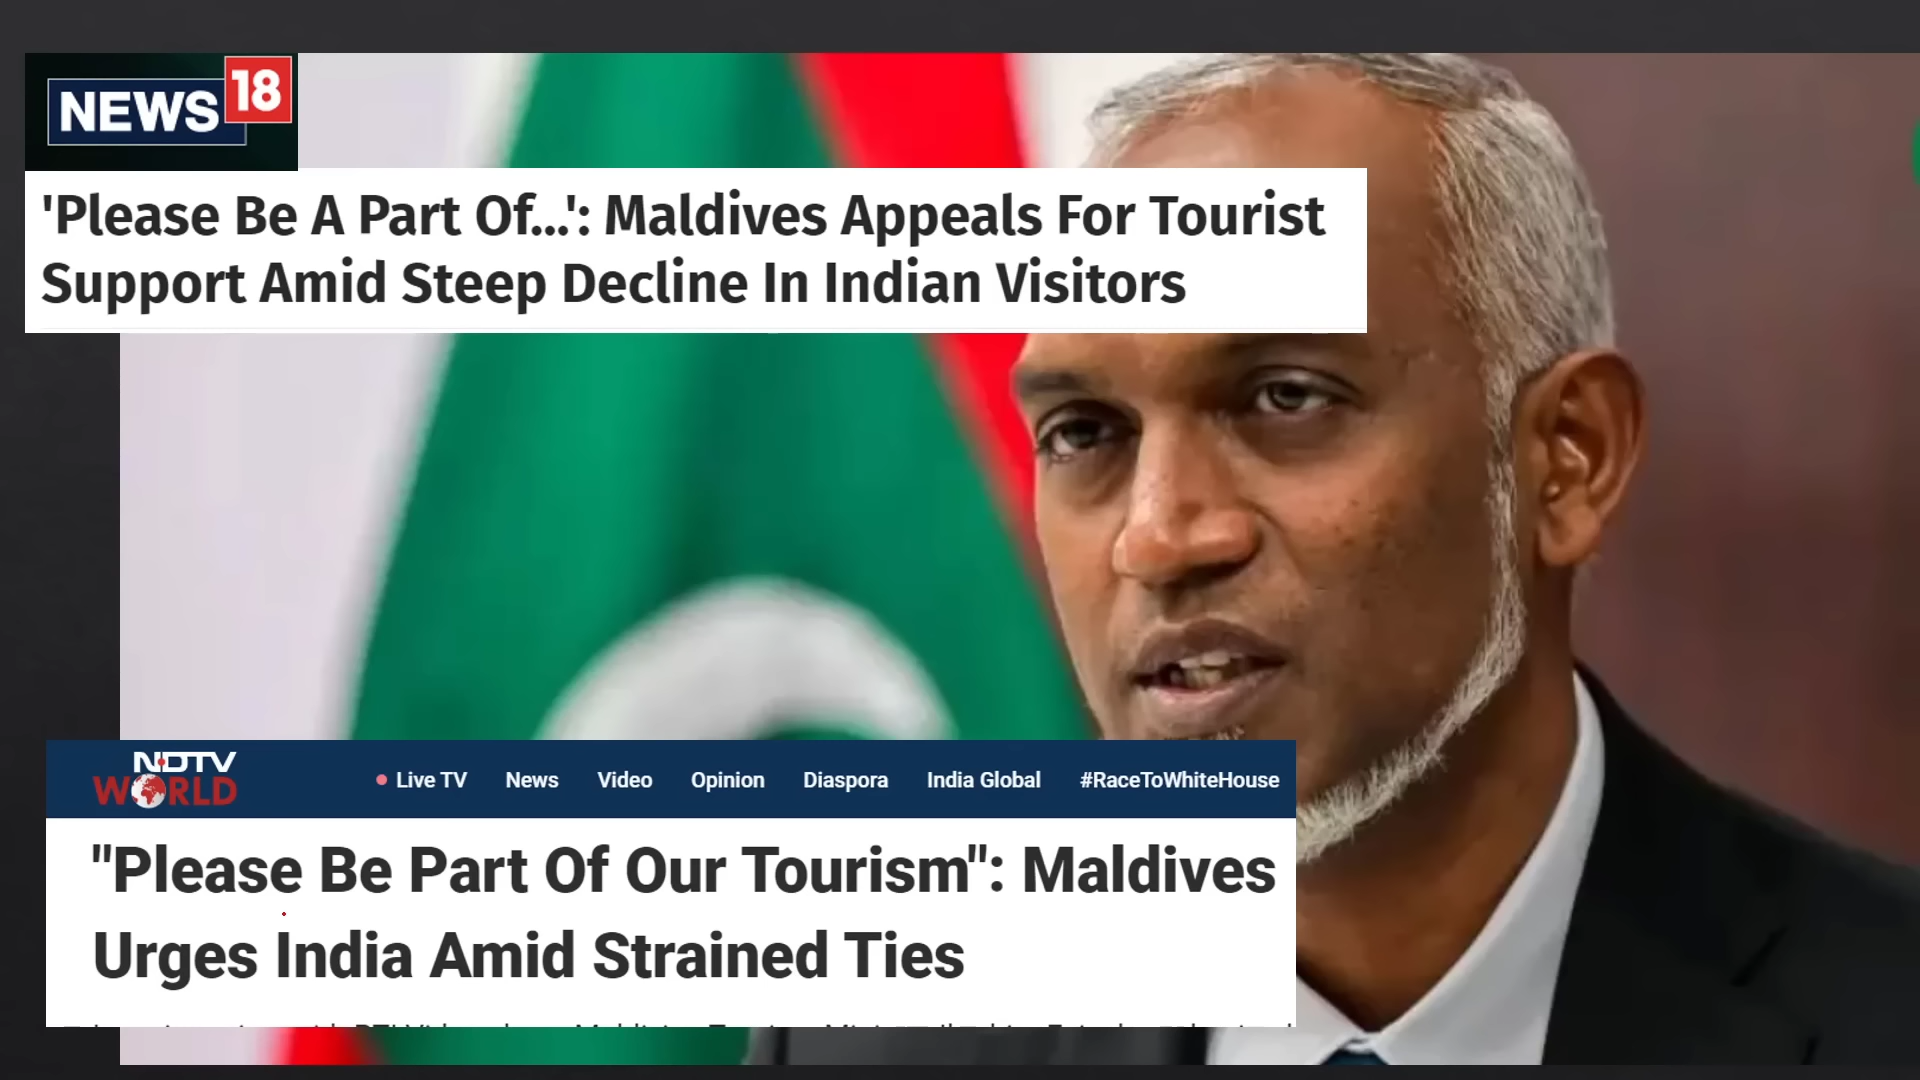 NEWS 18
'Please Be A Part Of...': Maldives Appeals For Tourist
Support Amid Steep Decline In Indian Visitors
NDTV
WORLD
Live TV News Video Opinion Diaspora India Global #RaceToWhiteHouse
"Please Be Part Of Our Tourism": Maldives
Urges India Amid Strained Ties